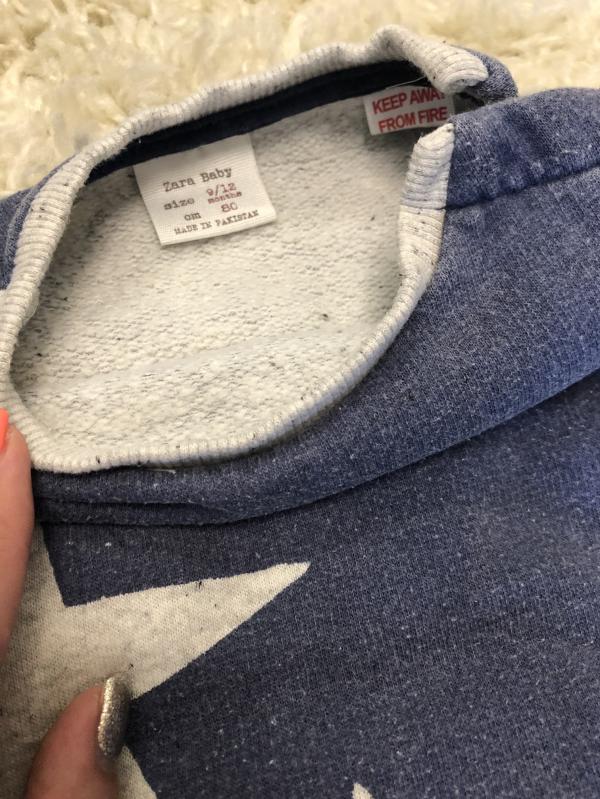 Zara Baby
size 9/12 months
cm 80
MADE IN PAKISTAN
KEEP AWAY
FROM FIRE